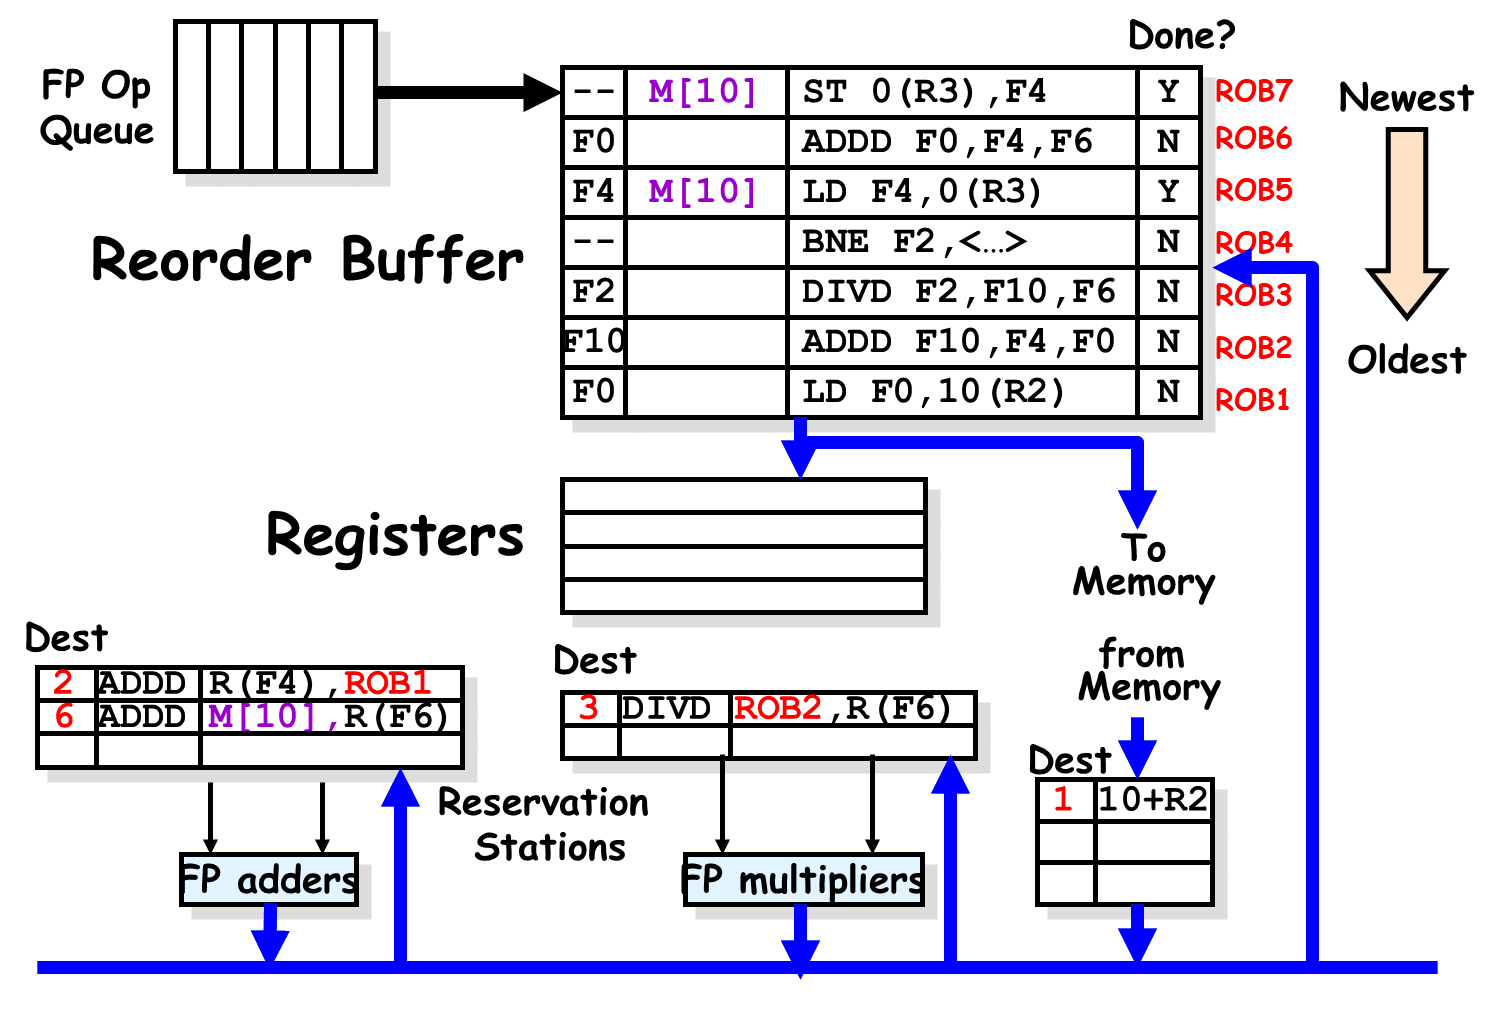 Done?
FP Op
Queue
-- M[10] ST 0(R3),F4 Y ROB7
F0 ADDD F0,F4,F6 N ROB6
F4 M[10] LD F4,0(R3) Y ROB5
-- BNE F2,<…> N ROB4
F2 DIVD F2,F10,F6 N ROB3
F10 ADDD F10,F4,F0 N ROB2
F0 LD F0,10(R2) N ROB1
Newest
Oldest
Reorder Buffer
Registers
To
Memory
from
Memory
Dest
2 ADDD R(F4),ROB1
6 ADDD M[10],R(F6)
Dest
3 DIVD ROB2,R(F6)
Dest
1 10+R2
Reservation
Stations
FP adders
FP multipliers